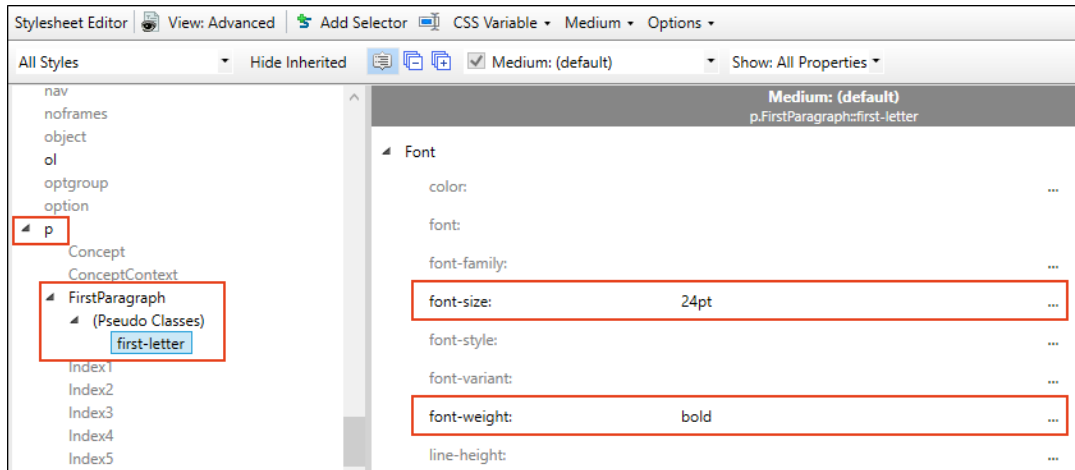 Stylesheet Editor View: Advanced Add Selector CSS Variable Medium Options
All Styles Hide Inherited Medium: (default) Show: All Properties
nav
noframes
object
ol
optgroup
option
p
Concept
ConceptContext
FirstParagraph
(Pseudo Classes)
first-letter
Index1
Index2
Index3
Index4
Index5
Medium: (default)
p.FirstParagraph::first-letter
Font
color: ...
font:
font-family: ...
font-size: 24pt ...
font-style: ...
font-variant: ...
font-weight: bold ...
line-height: ...